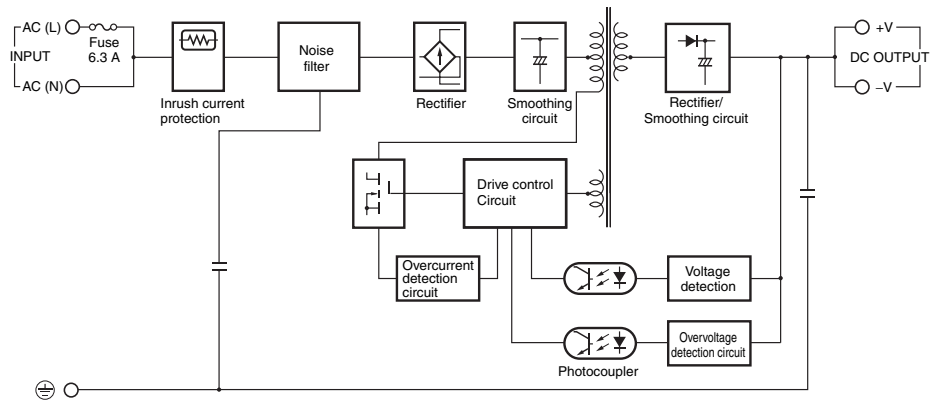 AC (L)
Fuse
6.3 A
INPUT
AC (N)
Inrush current
protection
Noise
filter
Rectifier
Smoothing
circuit
Rectifier/
Smoothing circuit
+V
DC OUTPUT
–V
Drive control
Circuit
Overcurrent
detection
circuit
Voltage
detection
Overvoltage
detection circuit
Photocoupler